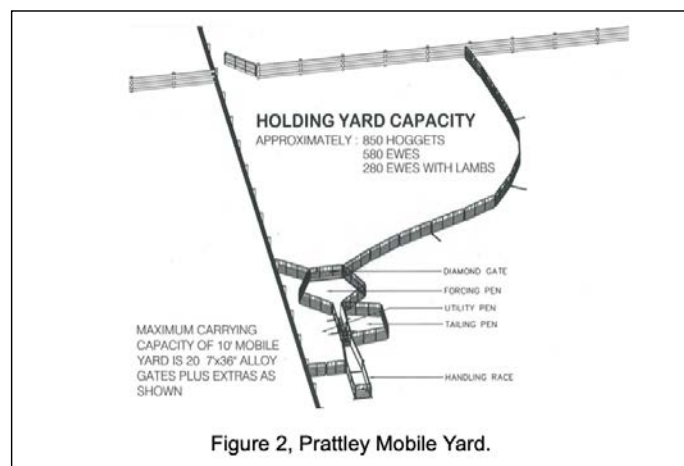 HOLDING YARD CAPACITY
APPROXIMATELY : 850 HOGGETS
580 EWES
280 EWES WITH LAMBS
DIAMOND GATE
FORCING PEN
UTILITY PEN
TAILING PEN
HANDLING RACE
MAXIMUM CARRYING
CAPACITY OF 10' MOBILE
YARD IS 20 7'x36" ALLOY
GATES PLUS EXTRAS AS
SHOWN
Figure 2, Prattley Mobile Yard.